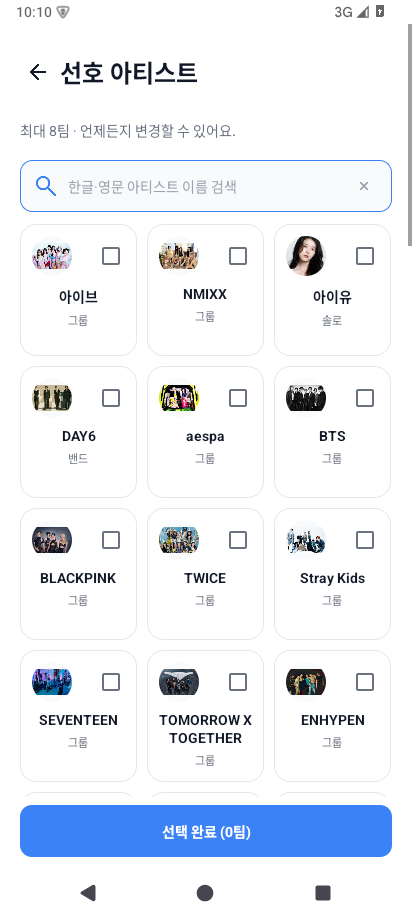 10:10
3G
선호 아티스트
최대 8팀 · 언제든지 변경할 수 있어요.
한글·영문 아티스트 이름 검색
아이브
그룹
NMIXX
그룹
아이유
솔로
DAY6
밴드
aespa
그룹
BTS
그룹
BLACKPINK
그룹
TWICE
그룹
Stray Kids
그룹
SEVENTEEN
그룹
TOMORROW X
TOGETHER
그룹
ENHYPEN
그룹
선택 완료 (0팀)